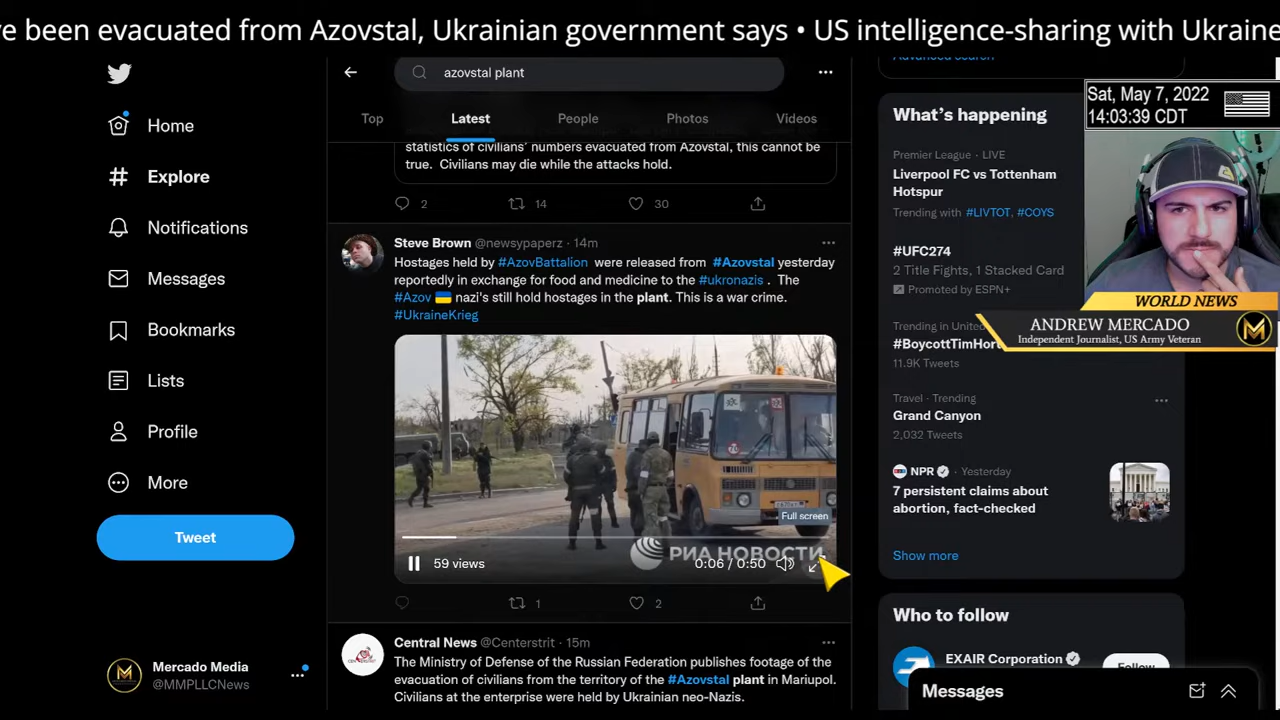 ve been evacuated from Azovstal, Ukrainian government says • US intelligence-sharing with Ukraine
azovstal plant
Top
Latest
People
Photos
Videos
Home
Explore
Notifications
Messages
Bookmarks
Lists
Profile
More
Tweet
Mercado Media
@MMPLLCNews
statistics of civilians' numbers evacuated from Azovstal, this cannot be
true. Civilians may die while the attacks hold.
2
14
30
Steve Brown @newsypaperz · 14m
Hostages held by #AzovBattalion were released from #Azovstal yesterday
reportedly in exchange for food and medicine to the #ukronazis . The
#Azov 🇺🇦 nazi's still hold hostages in the plant. This is a war crime.
#UkraineKrieg
Full screen
РИА НОВОСТИ
59 views
0:06 / 0:50
1
2
Central News @Centerstrit · 15m
The Ministry of Defense of the Russian Federation publishes footage of the
evacuation of civilians from the territory of the #Azovstal plant in Mariupol.
Civilians at the enterprise were held by Ukrainian neo-Nazis.
Advanced search
What's happening
Premier League · LIVE
Liverpool FC vs Tottenham
Hotspur
Trending with #LIVTOT, #COYS
#UFC274
2 Title Fights, 1 Stacked Card
Promoted by ESPN+
Trending in United
#BoycottTimHort
11.9K Tweets
Travel · Trending
Grand Canyon
2,032 Tweets
NPR · Yesterday
7 persistent claims about
abortion, fact-checked
Show more
Who to follow
EXAIR Corporation
Follow
Messages
Sat, May 7, 2022
14:03:39 CDT
WORLD NEWS
ANDREW MERCADO
Independent Journalist, US Army Veteran